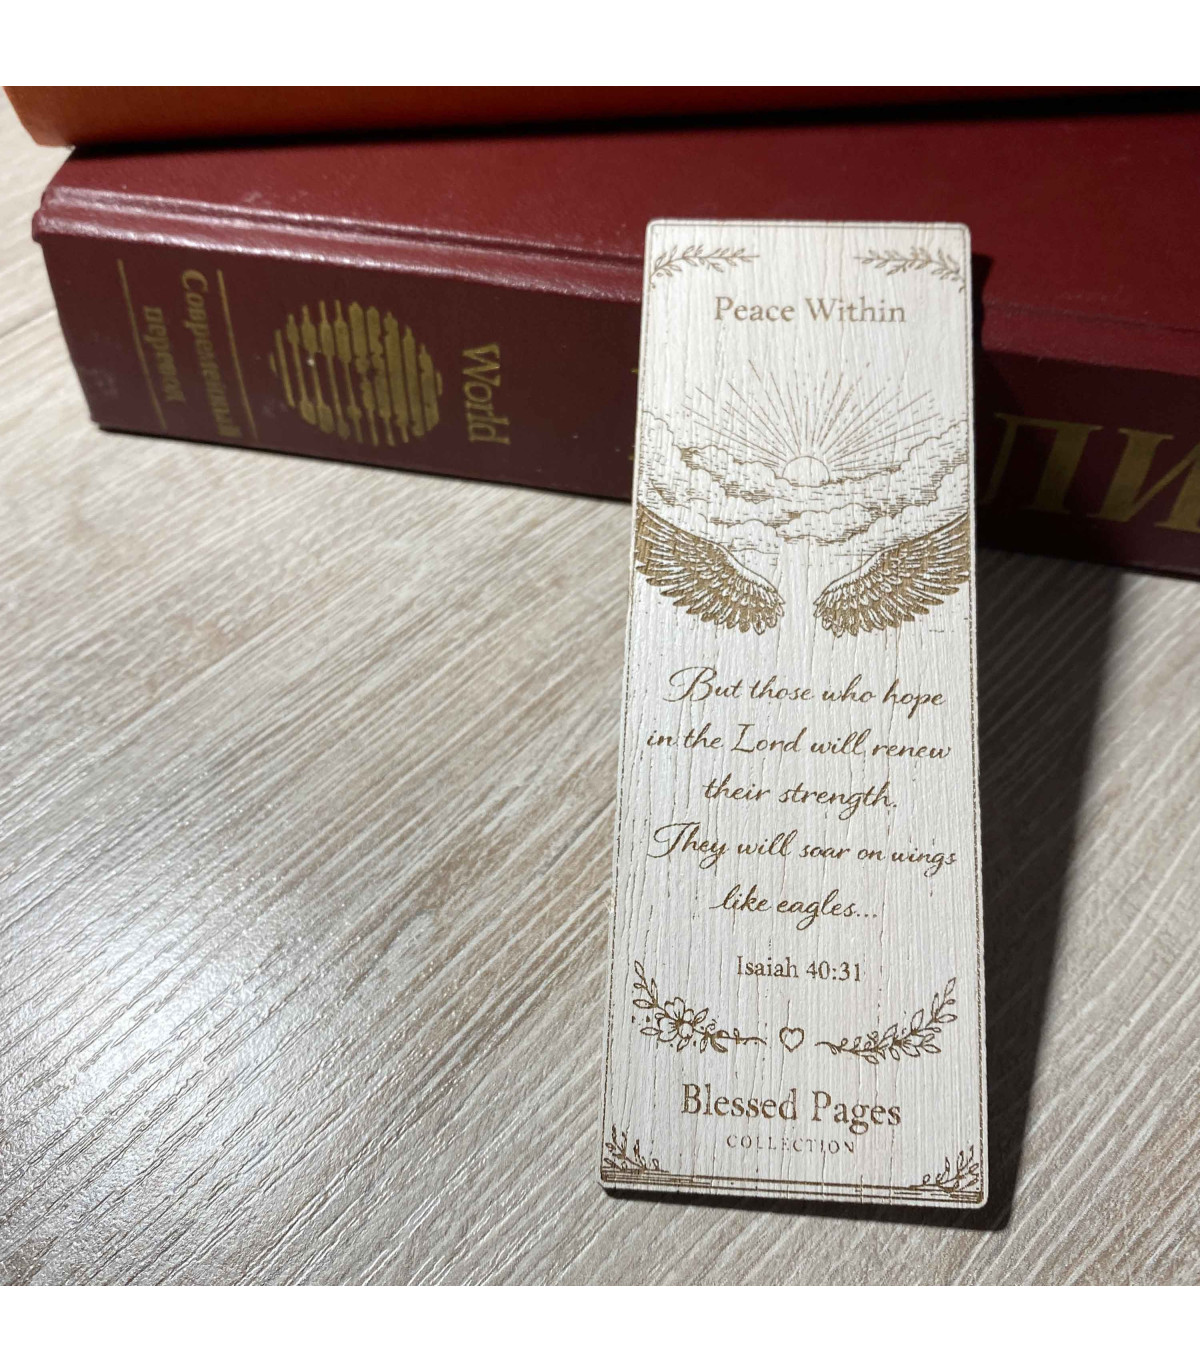 Peace Within
But those who hope
in the Lord will renew
their strength.
They will soar on wings
like eagles...
Isaiah 40:31
Blessed Pages
COLLECTION
World
Современный
перевод